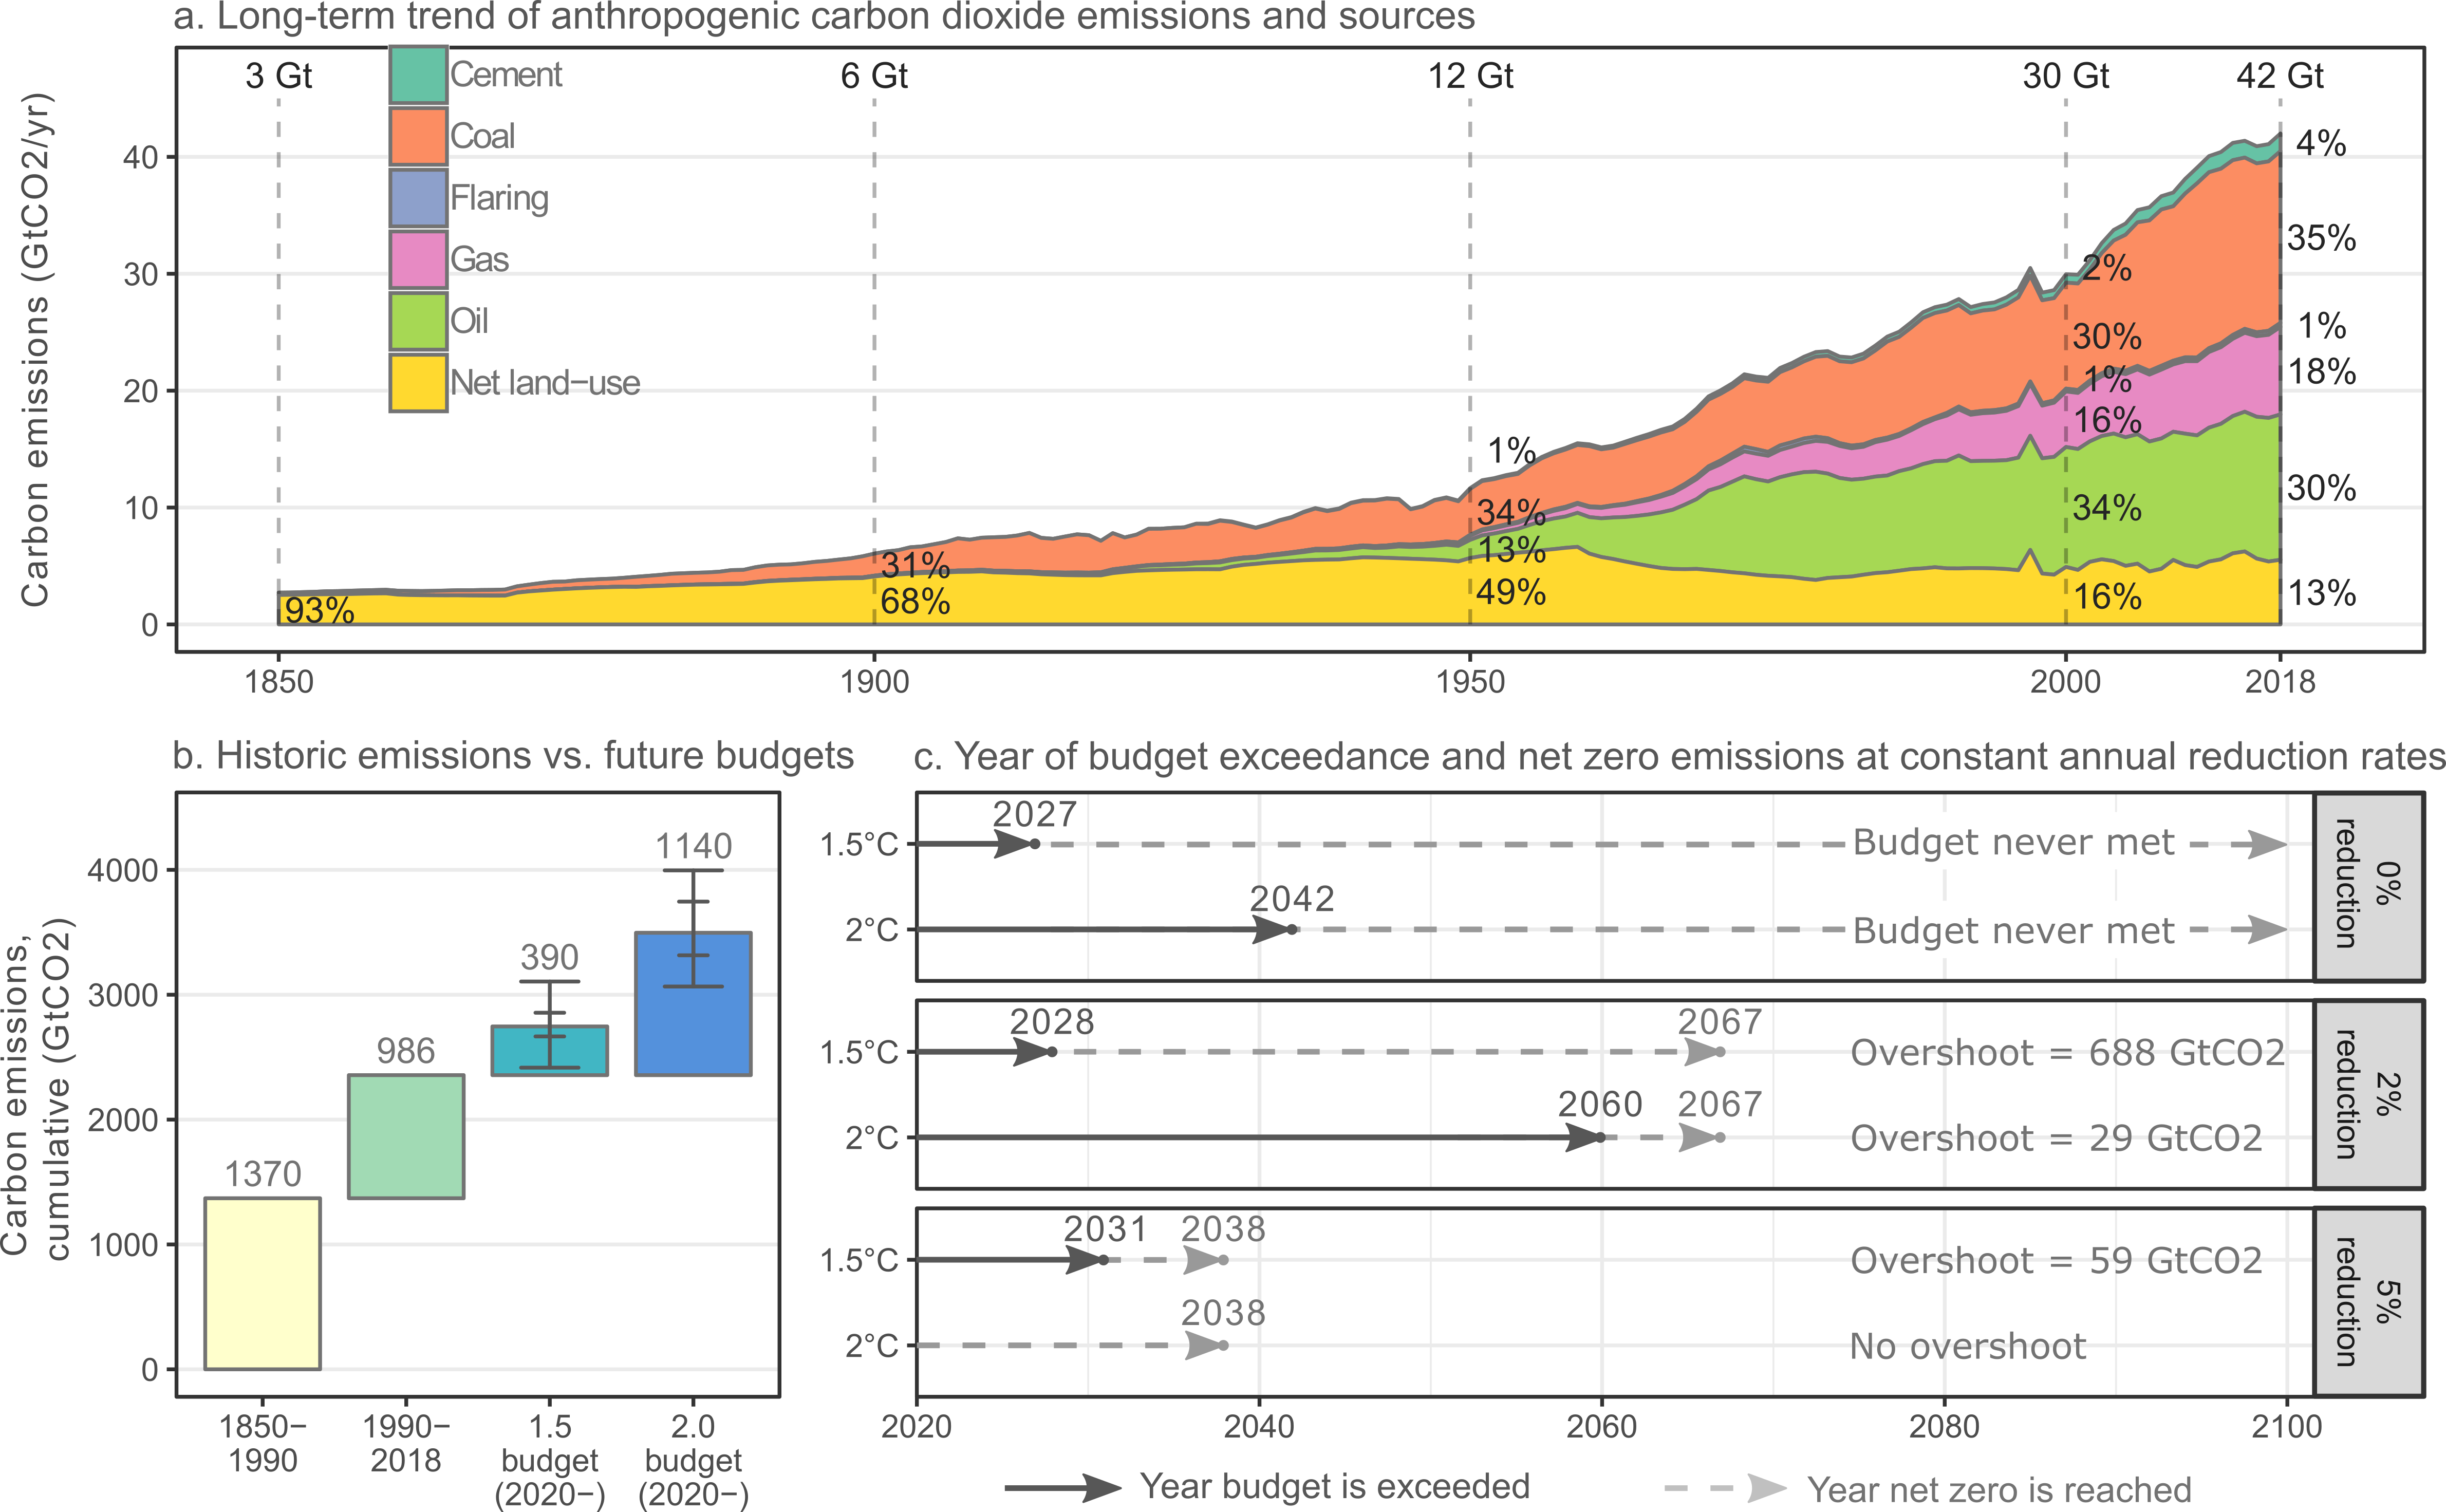 a. Long-term trend of anthropogenic carbon dioxide emissions and sources
Carbon emissions (GtCO2/yr)
3 Gt
6 Gt
12 Gt
30 Gt
42 Gt
Cement
Coal
Flaring
Gas
Oil
Net land−use
40
30
20
10
0
93%
31%
68%
1%
34%
13%
49%
2%
30%
1%
16%
34%
16%
4%
35%
1%
18%
30%
13%
1850
1900
1950
2000
2018
b. Historic emissions vs. future budgets
Carbon emissions,
cumulative (GtCO2)
4000
3000
2000
1000
0
1370
986
390
1140
1850−
1990
1990−
2018
1.5
budget
(2020−)
2.0
budget
(2020−)
c. Year of budget exceedance and net zero emissions at constant annual reduction rates
1.5°C
2027
Budget never met
2°C
2042
Budget never met
0%
reduction
1.5°C
2028
2067
Overshoot = 688 GtCO2
2°C
2060
2067
Overshoot = 29 GtCO2
2%
reduction
1.5°C
2031
2038
Overshoot = 59 GtCO2
2°C
2038
No overshoot
5%
reduction
2020
2040
2060
2080
2100
Year budget is exceeded
Year net zero is reached